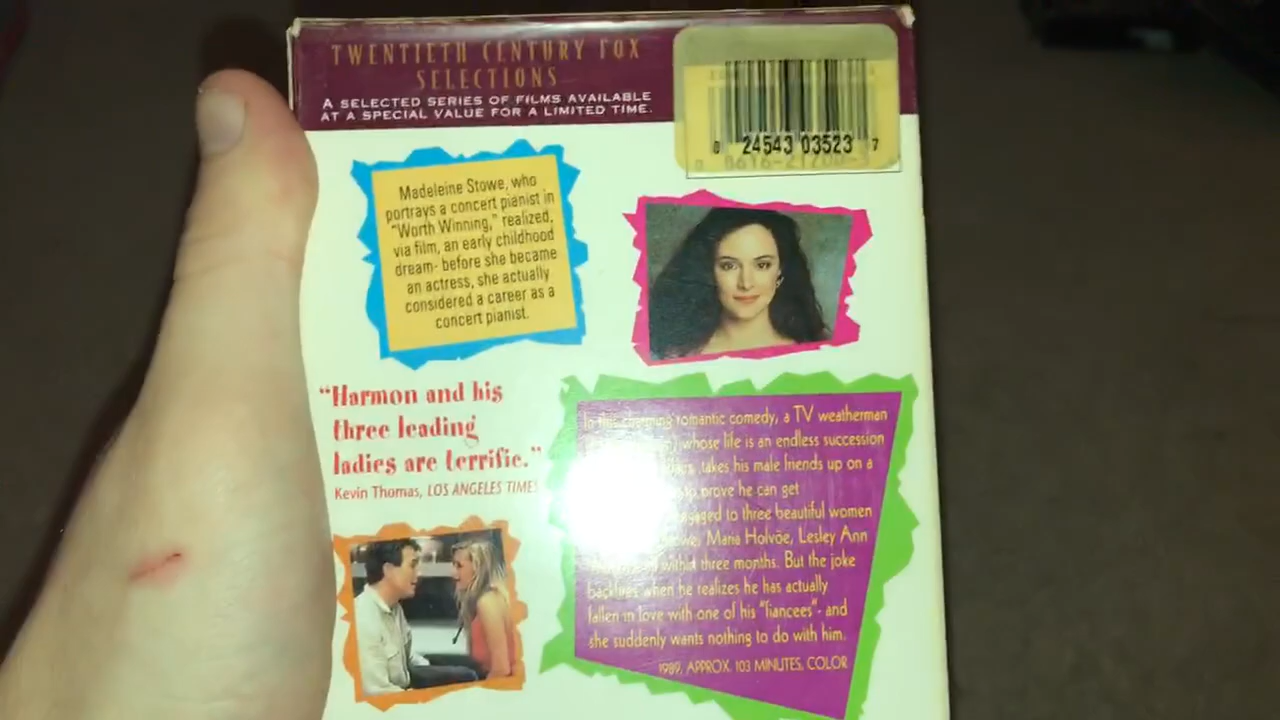 TWENTIETH CENTURY FOX
SELECTIONS
A SELECTED SERIES OF FILMS AVAILABLE
AT A SPECIAL VALUE FOR A LIMITED TIME.
0 24543 03523 7
Madeleine Stowe, who
portrays a concert pianist in
"Worth Winning," realized,
via film, an early childhood
dream- before she became
an actress, she actually
considered a career as a
concert pianist.
"Harmon and his
three leading
ladies are terrific."
Kevin Thomas, LOS ANGELES TIMES
romantic comedy, a TV weatherman
whose life is an endless succession
takes his male friends up on a
to prove he can get
to three beautiful women
Maria Holvöe, Lesley Ann
within three months. But the joke
backfires when he realizes he has actually
fallen in love with one of his "fiancees"- and
she suddenly wants nothing to do with him.
1989. APPROX. 103 MINUTES. COLOR